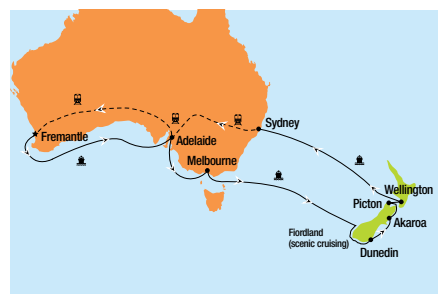 Sydney
Fremantle
Adelaide
Melbourne
Wellington
Picton
Akaroa
Fiordland
(scenic cruising)
Dunedin